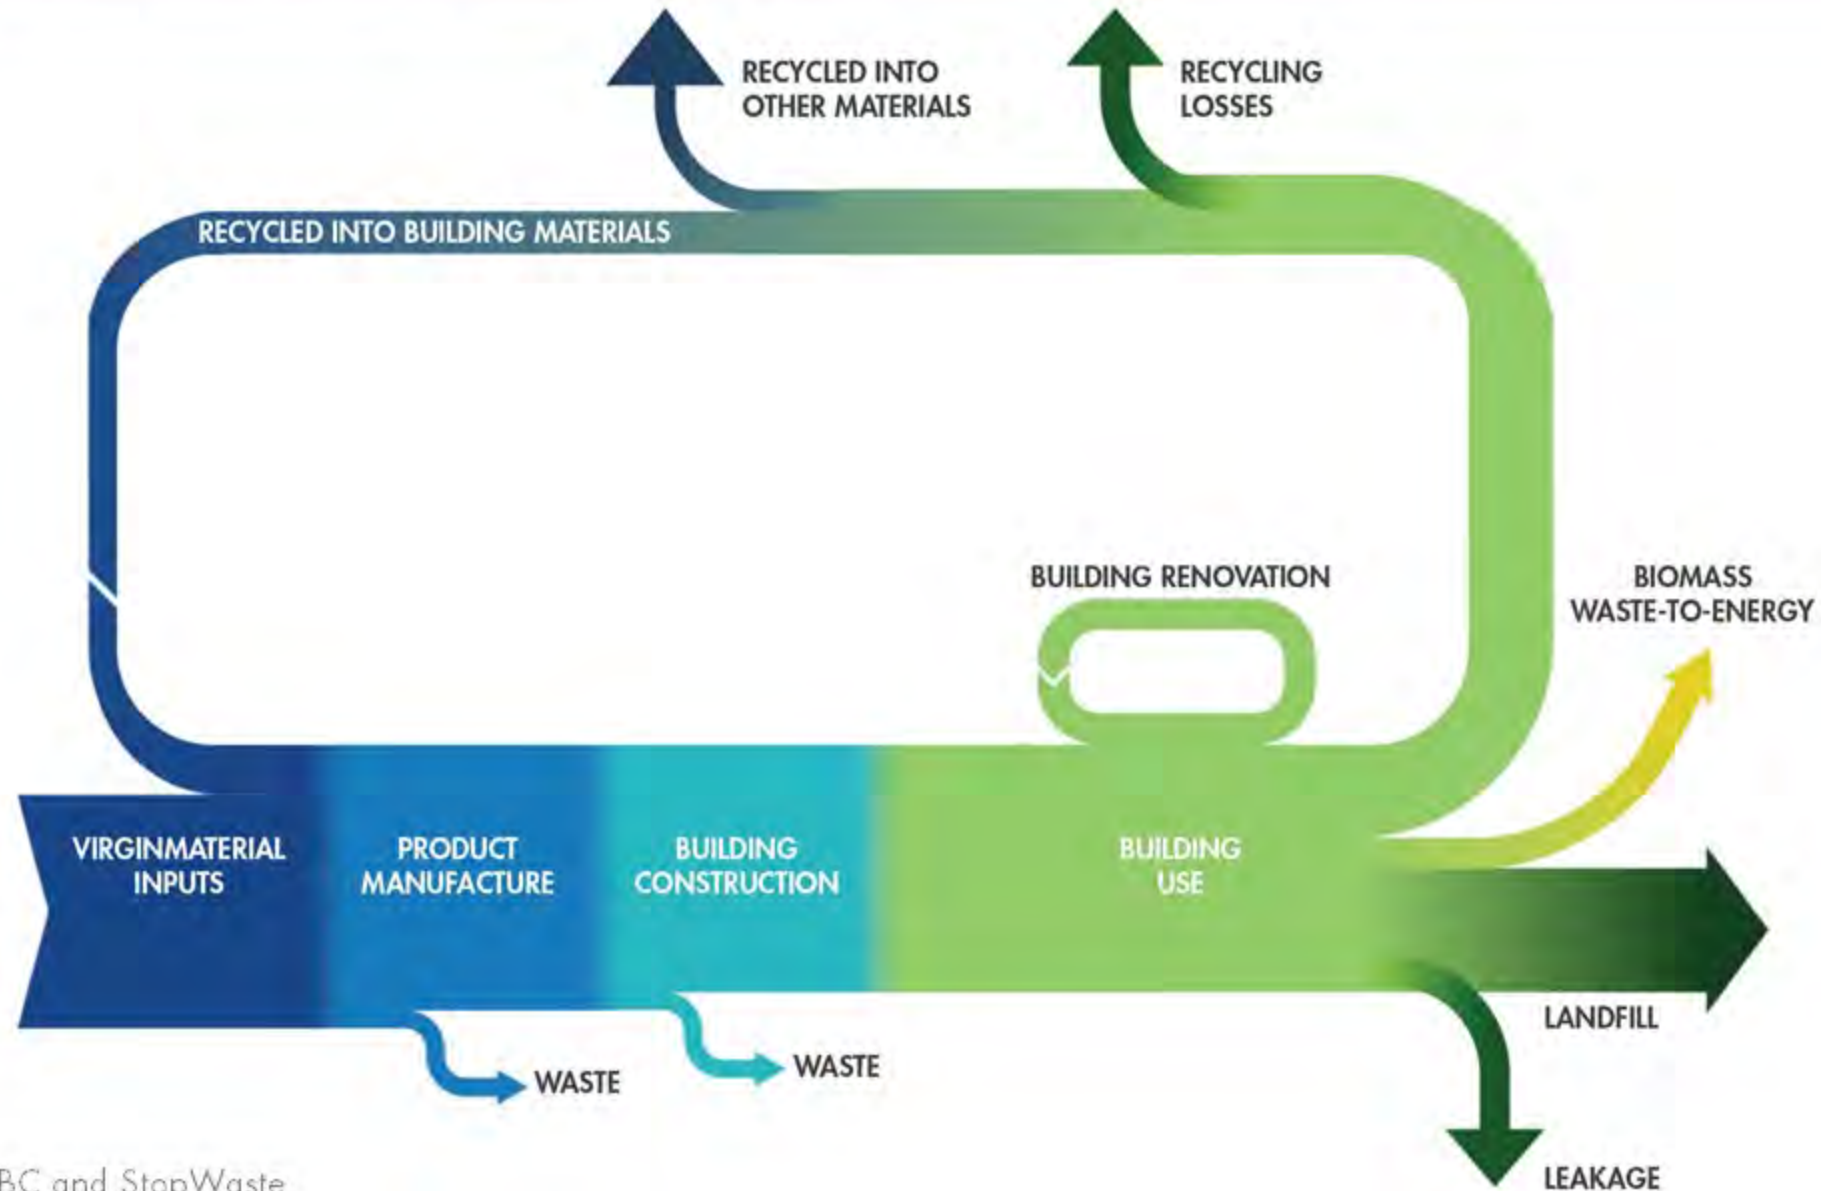 RECYCLED INTO
OTHER MATERIALS
RECYCLING
LOSSES
RECYCLED INTO BUILDING MATERIALS
BUILDING RENOVATION
BIOMASS
WASTE-TO-ENERGY
VIRGINMATERIAL
INPUTS
PRODUCT
MANUFACTURE
BUILDING
CONSTRUCTION
BUILDING
USE
LANDFILL
WASTE
WASTE
LEAKAGE
BC and StopWaste